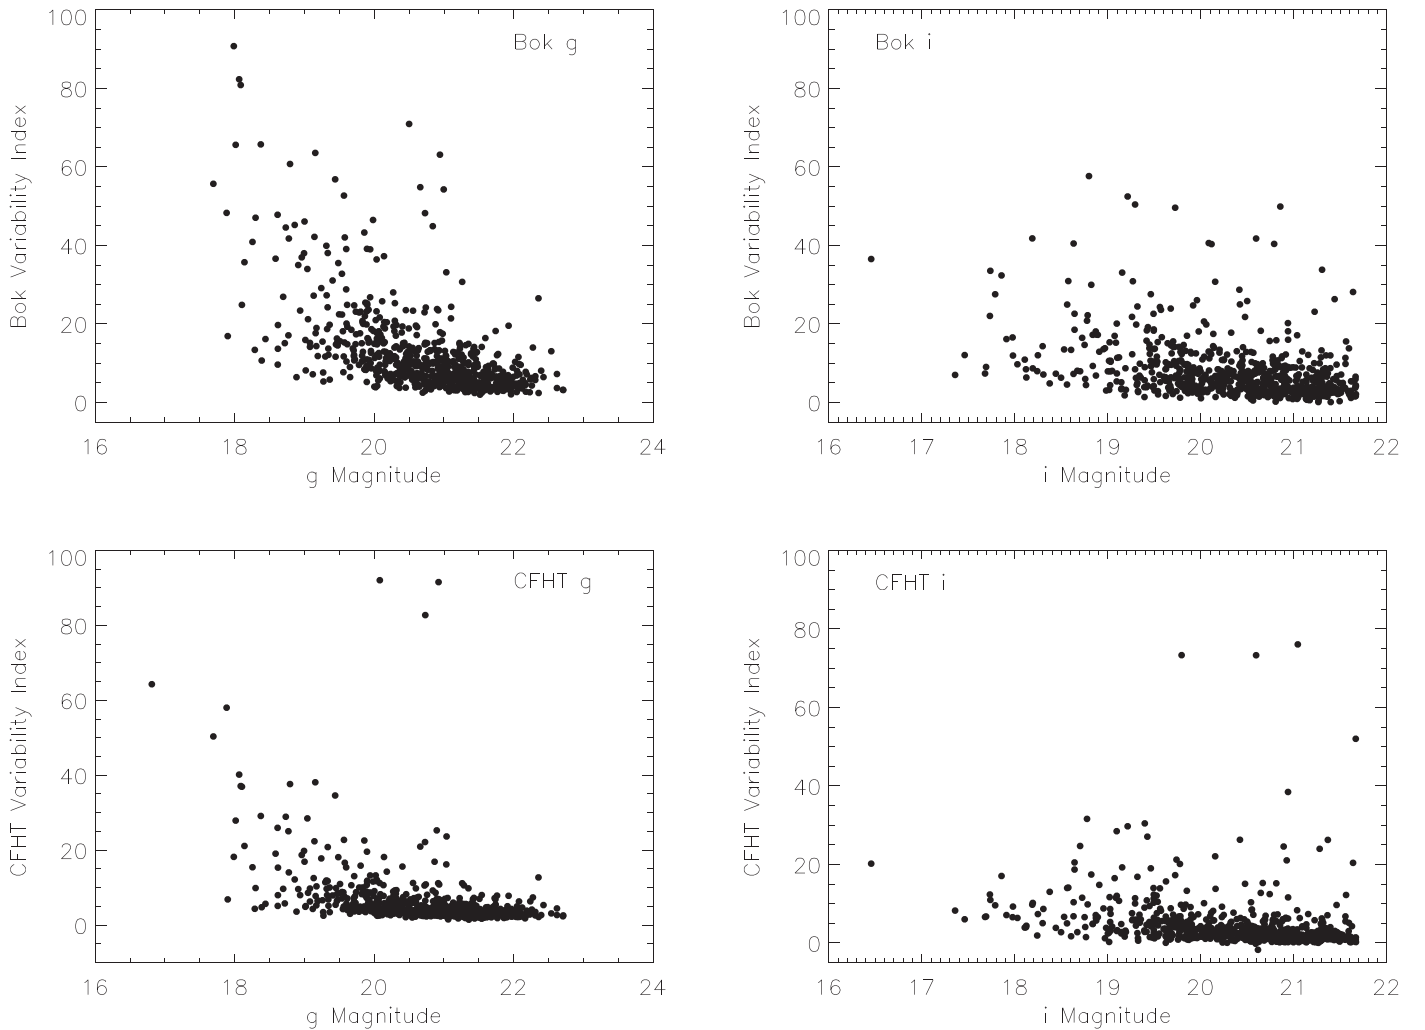 100
80
60
40
20
0
Bok Variability Index
Bok g
16 18 20 22 24
g Magnitude
100
80
60
40
20
0
Bok Variability Index
Bok i
16 17 18 19 20 21 22
i Magnitude
100
80
60
40
20
0
CFHT Variability Index
CFHT g
16 18 20 22 24
g Magnitude
100
80
60
40
20
0
CFHT Variability Index
CFHT i
16 17 18 19 20 21 22
i Magnitude